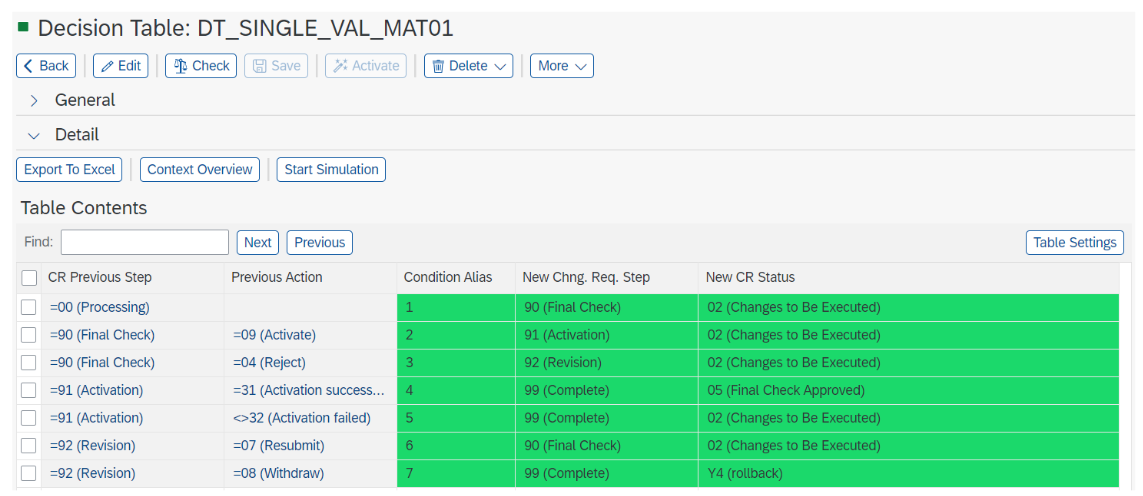 Decision Table: DT_SINGLE_VAL_MAT01
Back Edit Check Save Activate Delete More
General
Detail
Export To Excel Context Overview Start Simulation
Table Contents
Find: Next Previous Table Settings
CR Previous Step Previous Action Condition Alias New Chng. Req. Step New CR Status
=00 (Processing) 1 90 (Final Check) 02 (Changes to Be Executed)
=90 (Final Check) =09 (Activate) 2 91 (Activation) 02 (Changes to Be Executed)
=90 (Final Check) =04 (Reject) 3 92 (Revision) 02 (Changes to Be Executed)
=91 (Activation) =31 (Activation success... 4 99 (Complete) 05 (Final Check Approved)
=91 (Activation) <>32 (Activation failed) 5 99 (Complete) 02 (Changes to Be Executed)
=92 (Revision) =07 (Resubmit) 6 90 (Final Check) 02 (Changes to Be Executed)
=92 (Revision) =08 (Withdraw) 7 99 (Complete) Y4 (rollback)